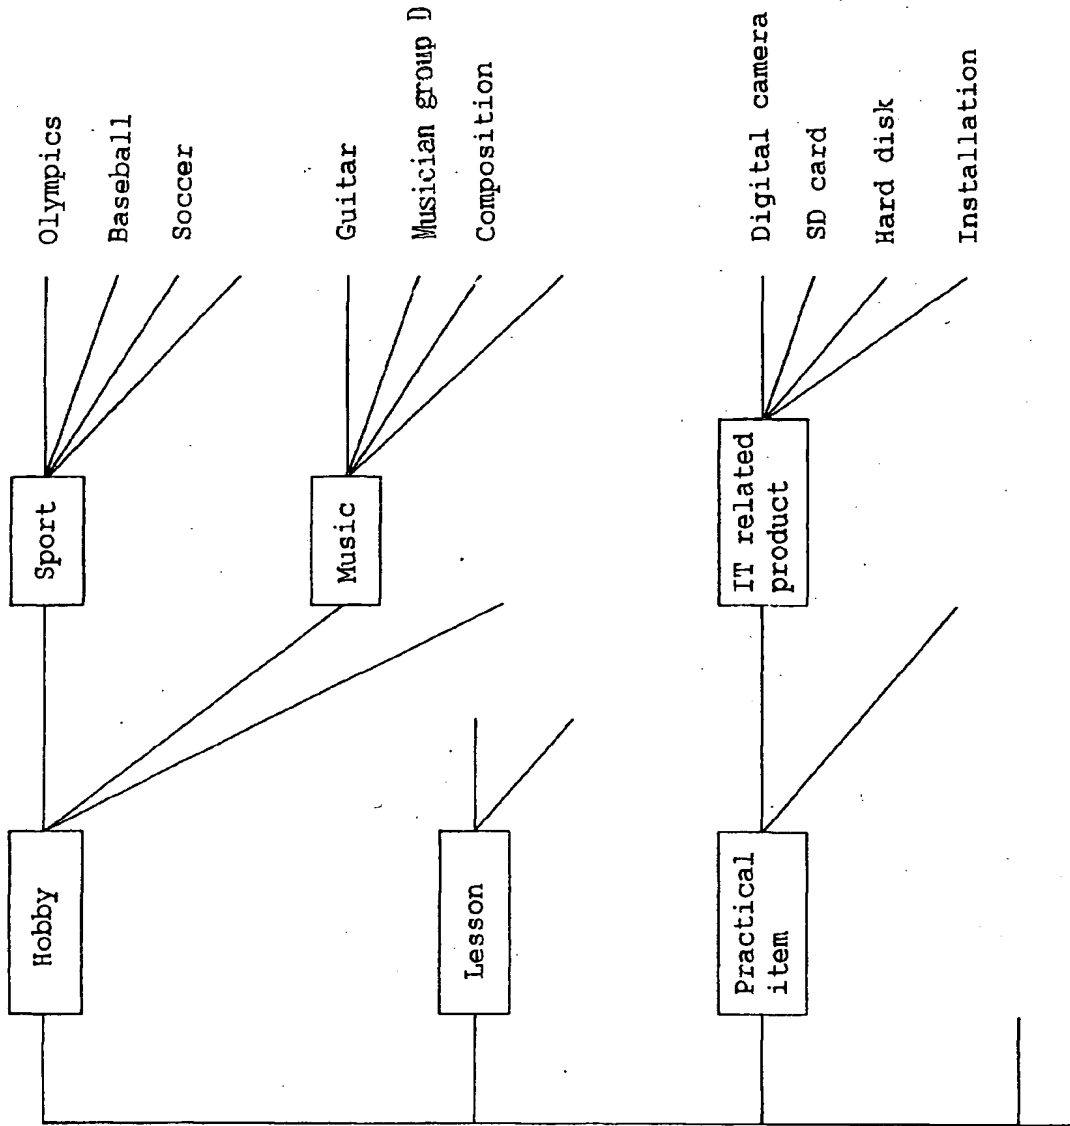 Hobby
Sport
Olympics
Baseball
Soccer
Music
Guitar
Musician group D
Composition
Lesson
Practical
item
IT related
product
Digital camera
SD card
Hard disk
Installation